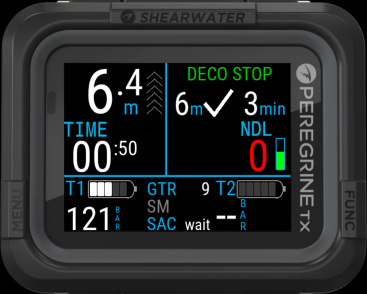 SHEARWATER
6.4 m
DECO STOP
6m 3min
TIME
NDL
00:50
0
T1
GTR 9
T2
121 BAR
SM
SAC wait
-- BAR
PEREGRINE TX
MENU
FUNC